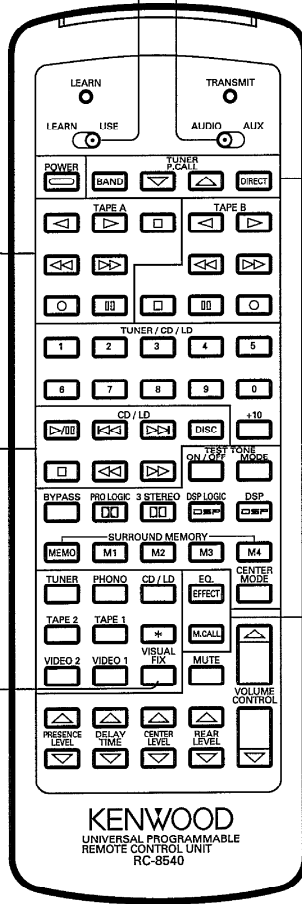 LEARN TRANSMIT
LEARN USE AUDIO AUX
POWER TUNER
P.CALL
BAND DIRECT
TAPE A TAPE B
TUNER / CD / LD
1 2 3 4 5
6 7 8 9 0
CD / LD +10
DISC
TEST TONE
ON / OFF MODE
BYPASS PRO LOGIC 3 STEREO DSP LOGIC DSP
DSP DSP
SURROUND MEMORY
MEMO M1 M2 M3 M4
TUNER PHONO CD / LD EQ. CENTER
MODE
EFFECT
TAPE 2 TAPE 1
* M.CALL
VIDEO 2 VIDEO 1 VISUAL
FIX MUTE
VOLUME
CONTROL
PRESENCE
LEVEL DELAY
TIME CENTER
LEVEL REAR
LEVEL
KENWOOD
UNIVERSAL PROGRAMMABLE
REMOTE CONTROL UNIT
RC-8540